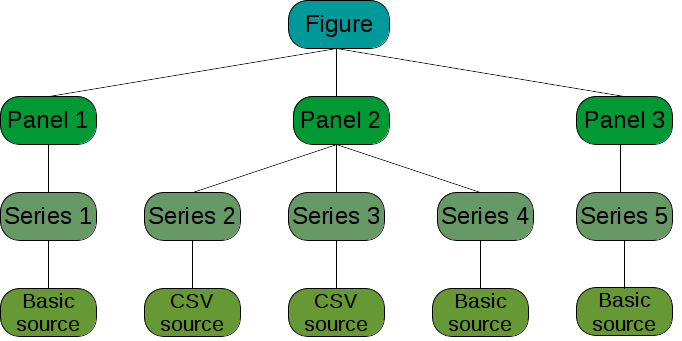 Figure
Panel 1
Panel 2
Panel 3
Series 1
Series 2
Series 3
Series 4
Series 5
Basic
source
CSV
source
CSV
source
Basic
source
Basic
source